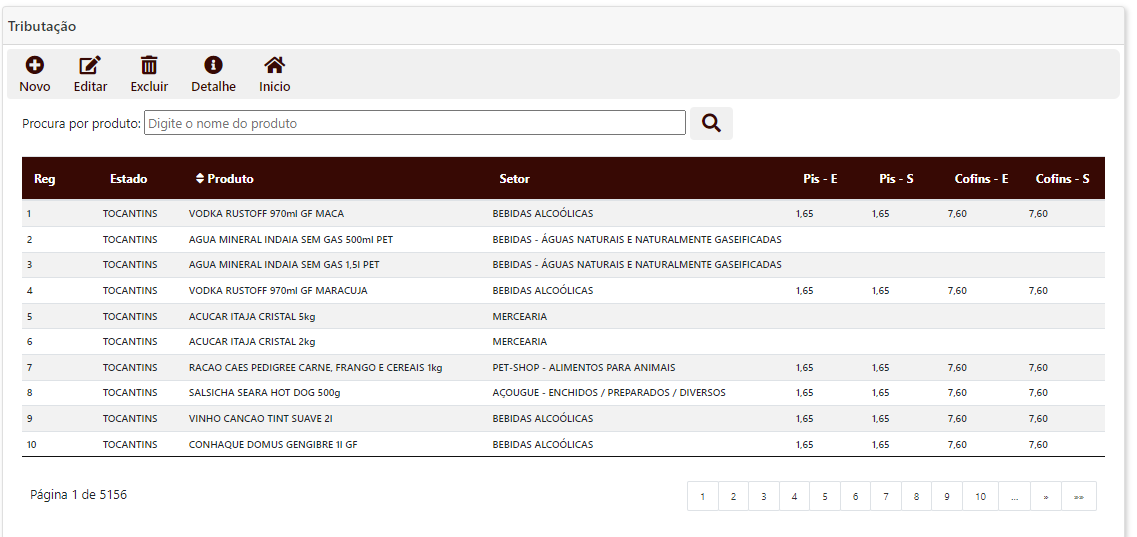 Tributação
Novo Editar Excluir Detalhe Inicio
Procura por produto: Digite o nome do produto
Reg Estado Produto Setor Pis - E Pis - S Cofins - E Cofins - S
1 TOCANTINS VODKA RUSTOFF 970ml GF MACA BEBIDAS ALCOÓLICAS 1,65 1,65 7,60 7,60
2 TOCANTINS AGUA MINERAL INDAIA SEM GAS 500ml PET BEBIDAS - ÁGUAS NATURAIS E NATURALMENTE GASEIFICADAS
3 TOCANTINS AGUA MINERAL INDAIA SEM GAS 1,5l PET BEBIDAS - ÁGUAS NATURAIS E NATURALMENTE GASEIFICADAS
4 TOCANTINS VODKA RUSTOFF 970ml GF MARACUJA BEBIDAS ALCOÓLICAS 1,65 1,65 7,60 7,60
5 TOCANTINS ACUCAR ITAJA CRISTAL 5kg MERCEARIA
6 TOCANTINS ACUCAR ITAJA CRISTAL 2kg MERCEARIA
7 TOCANTINS RACAO CAES PEDIGREE CARNE, FRANGO E CEREAIS 1kg PET-SHOP - ALIMENTOS PARA ANIMAIS 1,65 1,65 7,60 7,60
8 TOCANTINS SALSICHA SEARA HOT DOG 500g AÇOUGUE - ENCHIDOS / PREPARADOS / DIVERSOS 1,65 1,65 7,60 7,60
9 TOCANTINS VINHO CANCAO TINT SUAVE 2l BEBIDAS ALCOÓLICAS 1,65 1,65 7,60 7,60
10 TOCANTINS CONHAQUE DOMUS GENGIBRE 1l GF BEBIDAS ALCOÓLICAS 1,65 1,65 7,60 7,60
Página 1 de 5156 1 2 3 4 5 6 7 8 9 10 ... » »»